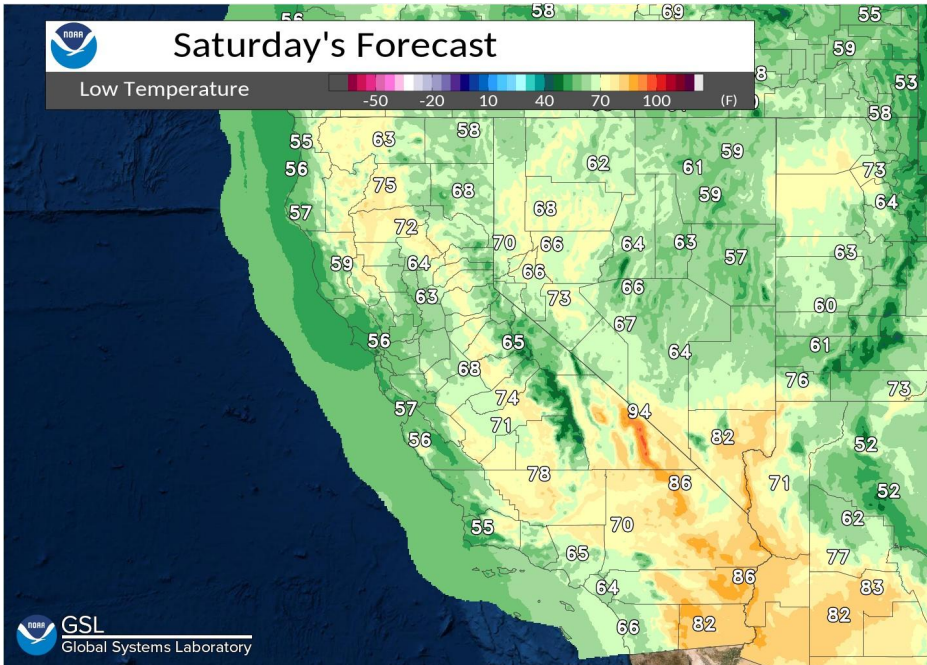 56
58
69
55
NOAA
Saturday's Forecast
59
8
53
Low Temperature
-50 -20 10 40 70 100 (F) )
58
55 63 58 59
56 62 61 73
75 68 59 64
57 68
72 70 66 64 63 57 63
59 64 66 66
63 73 60
67
56 65 64 61
68 76 73
74
57 94
56 71 82 52
78 86 71 52
55 70 62
65 77
64 86 83
66 82 82
NOAA
GSL
Global Systems Laboratory